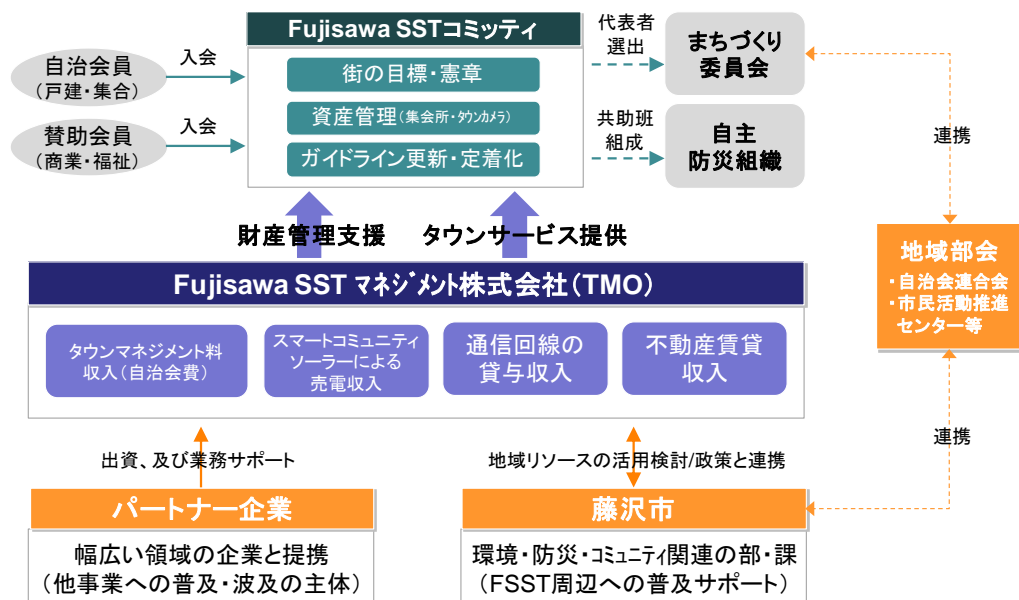 Fujisawa SSTコミッティ
自治会員
(戸建・集合)
入会
賛助会員
(商業・福祉)
入会
街の目標・憲章
資産管理(集会所・タウンカメラ)
ガイドライン更新・定着化
代表者
選出
まちづくり
委員会
共助班
組成
自主
防災組織
連携
財産管理支援
タウンサービス提供
地域部会
・自治会連合会
・市民活動推進
センター等
Fujisawa SST マネジメント株式会社(TMO)
タウンマネジメント料
収入(自治会費)
スマートコミュニティ
ソーラーによる
売電収入
通信回線の
貸与収入
不動産賃貸
収入
連携
出資、及び業務サポート
地域リソースの活用検討/政策と連携
パートナー企業
幅広い領域の企業と提携
(他事業への普及・波及の主体)
藤沢市
環境・防災・コミュニティ関連の部・課
(FSST周辺への普及サポート)